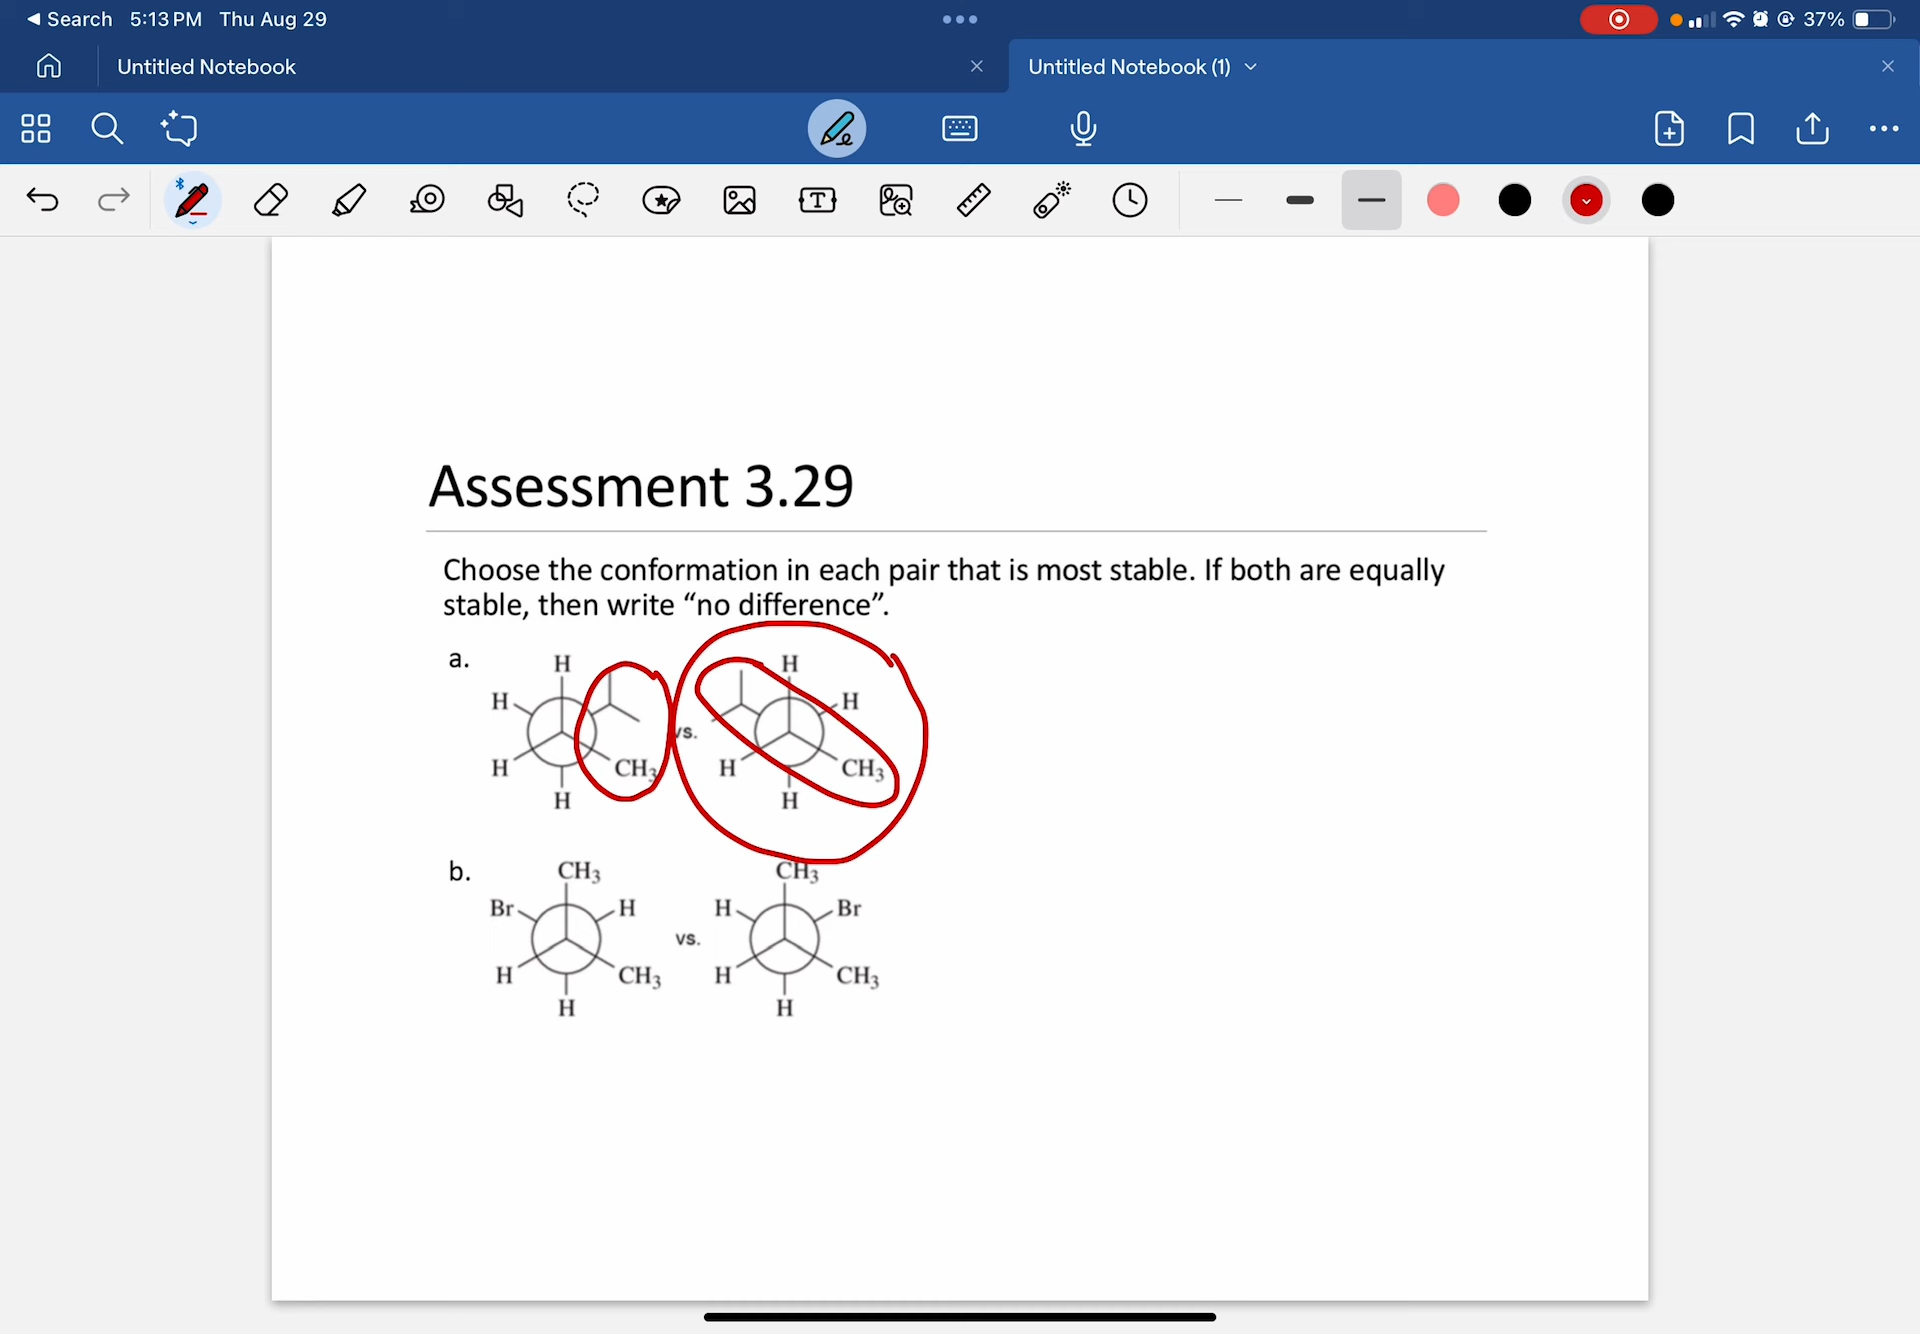 Search 5:13 PM Thu Aug 29
37%
Untitled Notebook
Untitled Notebook (1)
T
Assessment 3.29
Choose the conformation in each pair that is most stable. If both are equally
stable, then write “no difference”.
a.
H
H
H
H
CH3
vs.
H
H
H
H
CH3
b.
CH3
Br
H
H
CH3
H
vs.
CH3
H
Br
H
CH3
H